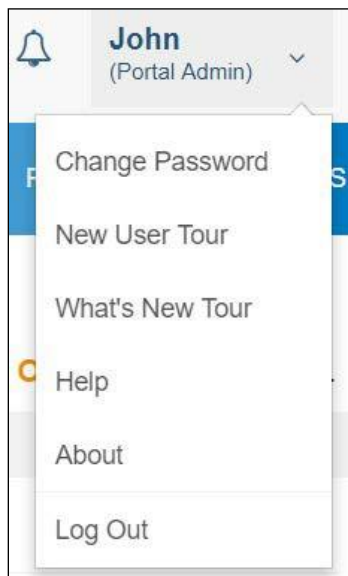 John
(Portal Admin)
Change Password
New User Tour
What's New Tour
Help
About
Log Out